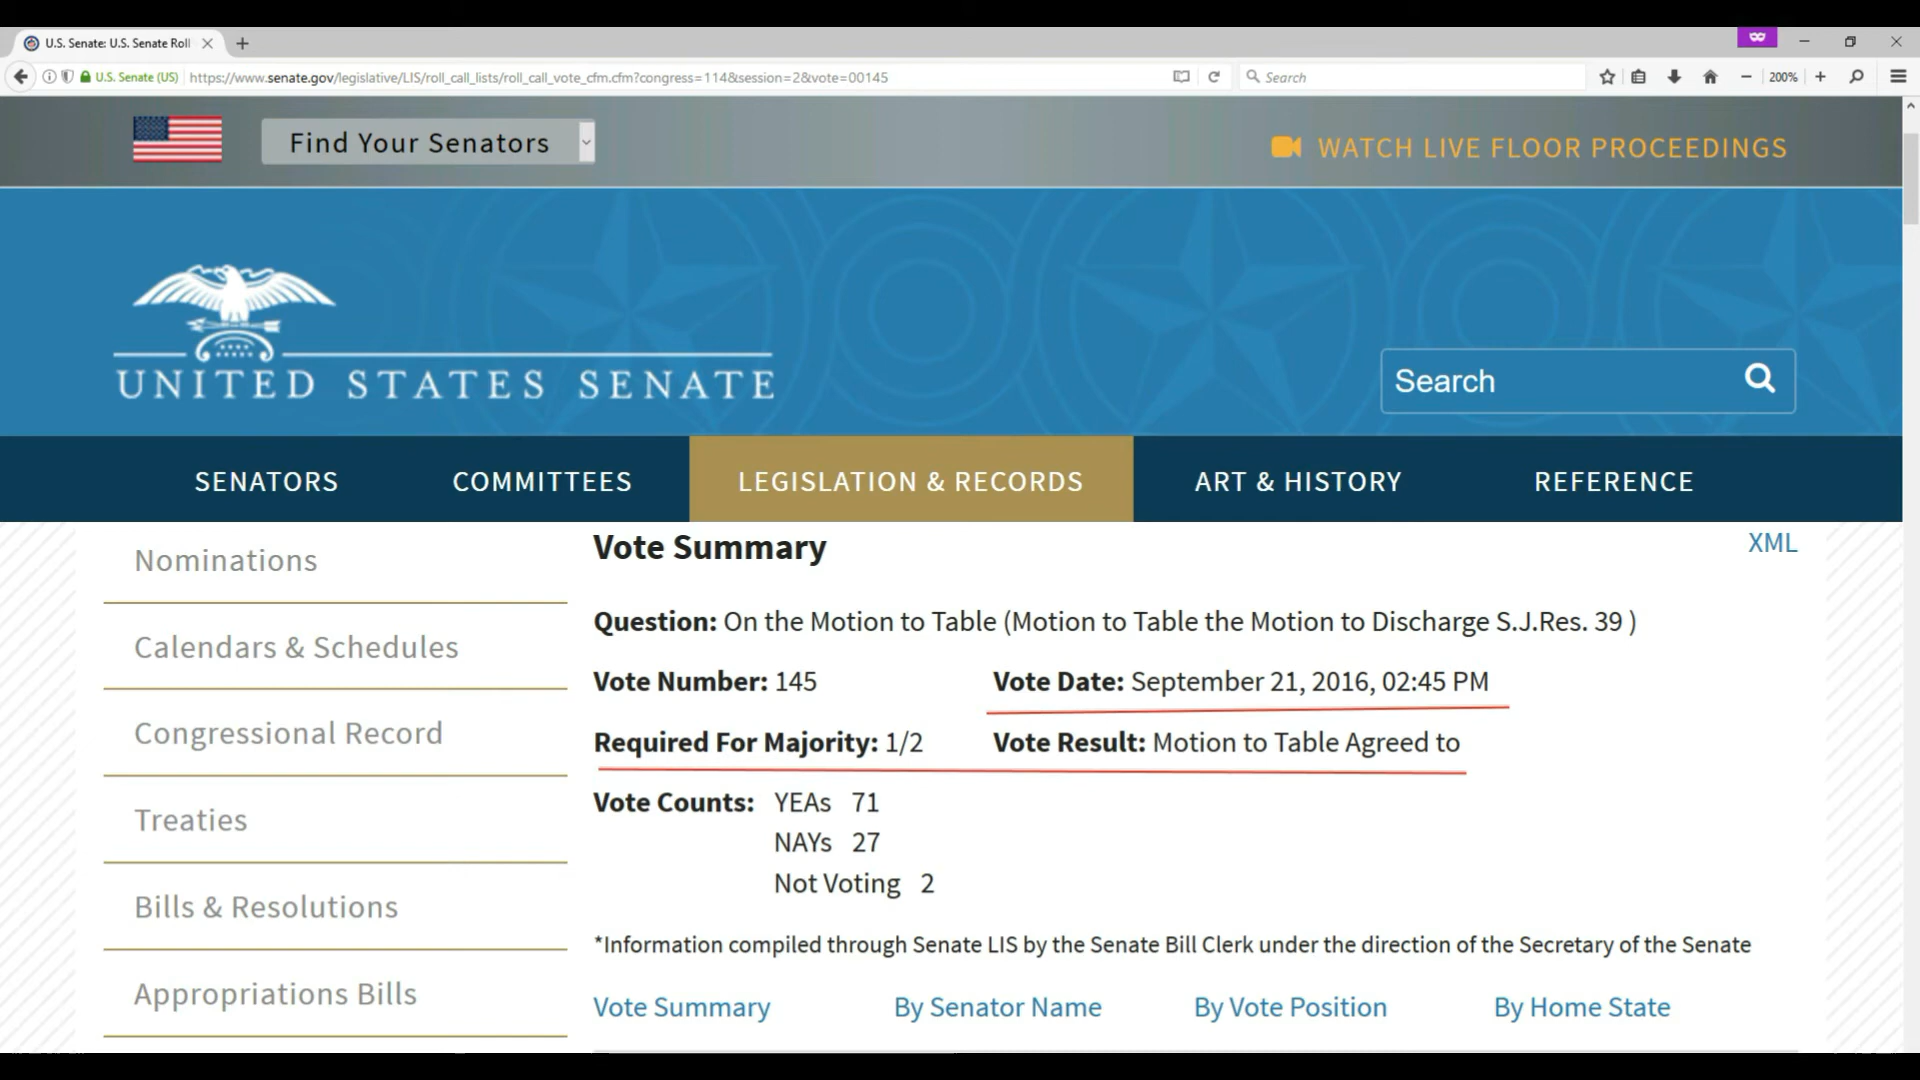 U.S. Senate: U.S. Senate Roll
U.S. Senate (US) https://www.senate.gov/legislative/LIS/roll_call_lists/roll_call_vote_cfm.cfm?congress=114&session=2&vote=00145
Search
200%
Find Your Senators
WATCH LIVE FLOOR PROCEEDINGS
UNITED STATES SENATE
Search
SENATORS COMMITTEES LEGISLATION & RECORDS ART & HISTORY REFERENCE
Nominations
Calendars & Schedules
Congressional Record
Treaties
Bills & Resolutions
Appropriations Bills
Vote Summary
XML
Question: On the Motion to Table (Motion to Table the Motion to Discharge S.J.Res. 39 )
Vote Number: 145 Vote Date: September 21, 2016, 02:45 PM
Required For Majority: 1/2 Vote Result: Motion to Table Agreed to
Vote Counts: YEAs 71
NAYs 27
Not Voting 2
*Information compiled through Senate LIS by the Senate Bill Clerk under the direction of the Secretary of the Senate
Vote Summary By Senator Name By Vote Position By Home State